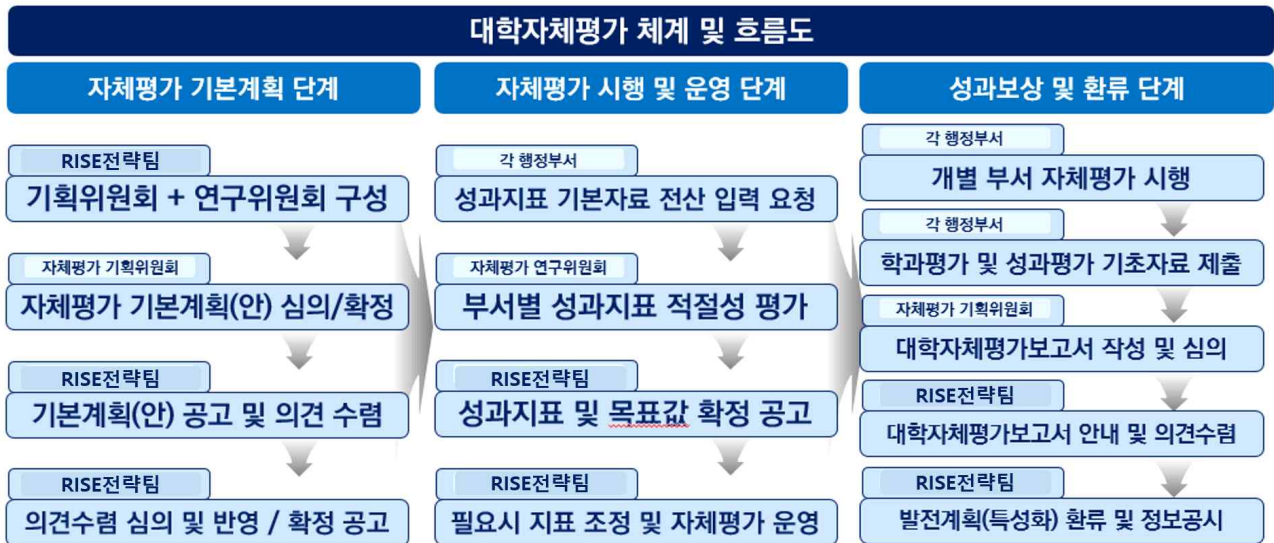 대학자체평가 체계 및 흐름도
자체평가 기본계획 단계
RISE전략팀
기획위원회 + 연구위원회 구성
자체평가 기획위원회
자체평가 기본계획(안) 심의/확정
RISE전략팀
기본계획(안) 공고 및 의견 수렴
RISE전략팀
의견수렴 심의 및 반영 / 확정 공고
자체평가 시행 및 운영 단계
각 행정부서
성과지표 기본자료 전산 입력 요청
자체평가 연구위원회
부서별 성과지표 적절성 평가
RISE전략팀
성과지표 및 목표값 확정 공고
RISE전략팀
필요시 지표 조정 및 자체평가 운영
성과보상 및 환류 단계
각 행정부서
개별 부서 자체평가 시행
각 행정부서
학과평가 및 성과평가 기초자료 제출
자체평가 기획위원회
대학자체평가보고서 작성 및 심의
RISE전략팀
대학자체평가보고서 안내 및 의견수렴
RISE전략팀
발전계획(특성화) 환류 및 정보공시